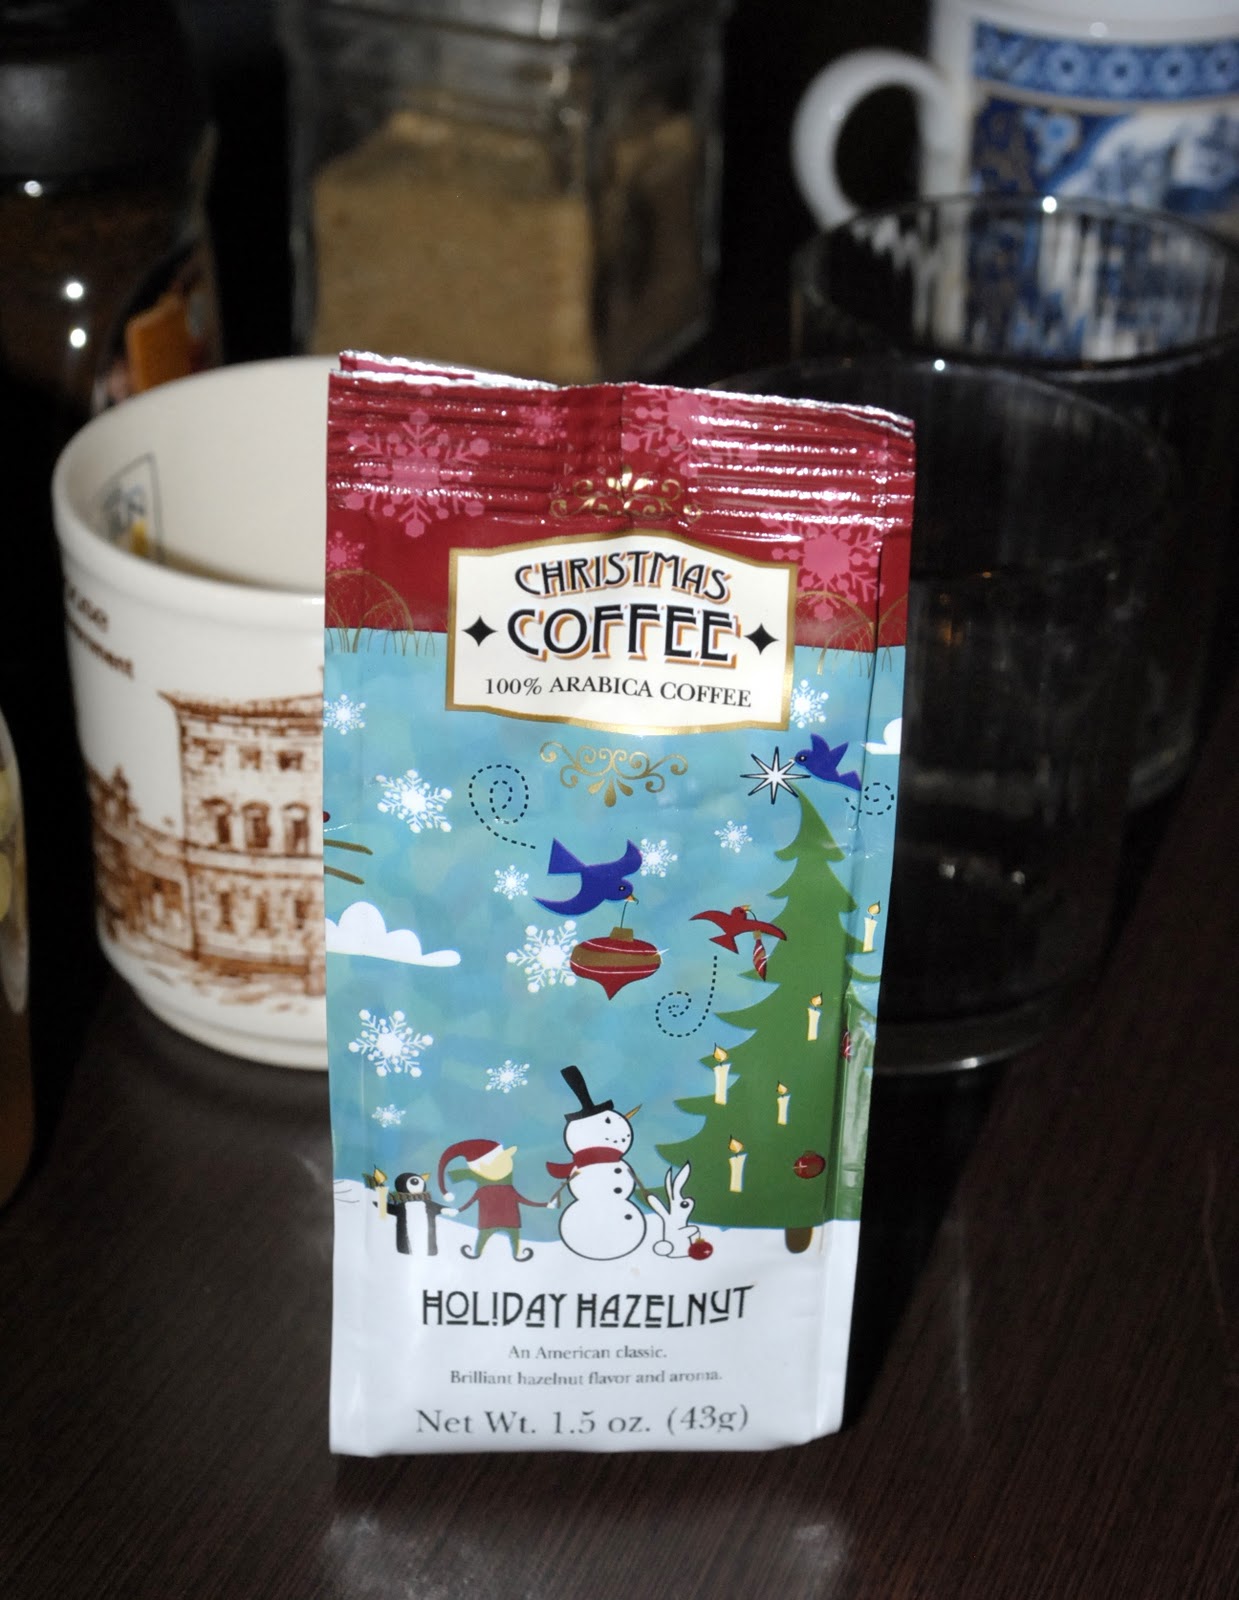 CHRISTMAS
COFFEE
100% ARABICA COFFEE
HOLIDAY HAZELNUT
An American classic.
Brilliant hazelnut flavor and aroma.
Net Wt. 1.5 oz. (43g)